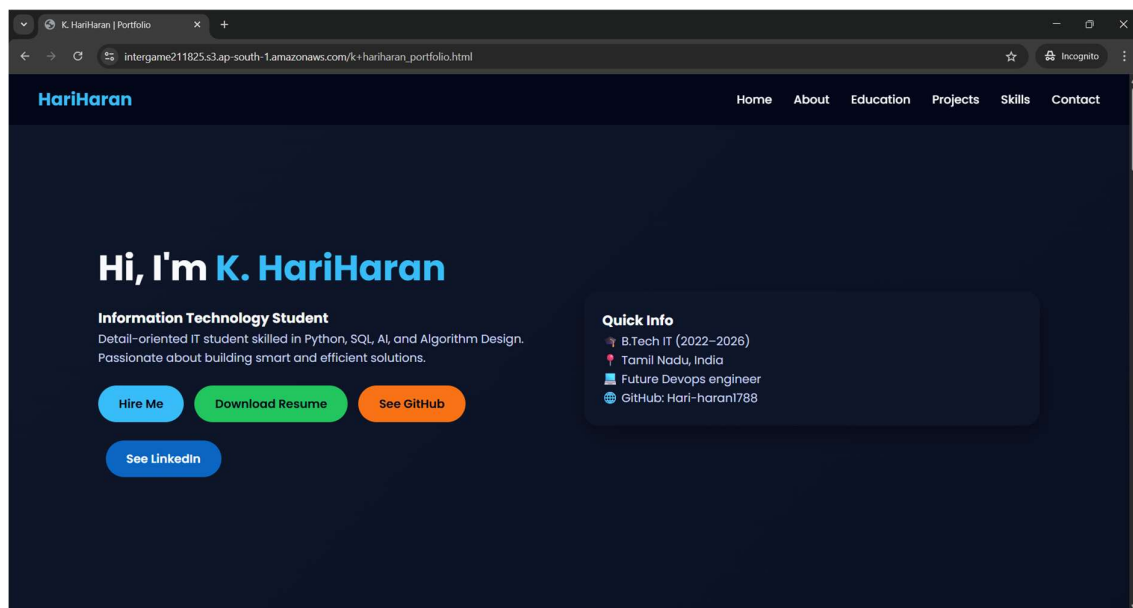 K. HariHaran | Portfolio
intergame211825.s3.ap-south-1.amazonaws.com/k+hariharan_portfolio.html
Incognito
HariHaran
Home About Education Projects Skills Contact
Hi, I'm K. HariHaran
Information Technology Student
Detail-oriented IT student skilled in Python, SQL, AI, and Algorithm Design.
Passionate about building smart and efficient solutions.
Hire Me Download Resume See GitHub
See LinkedIn
Quick Info
B.Tech IT (2022–2026)
Tamil Nadu, India
Future Devops engineer
GitHub: Hari-haran1788